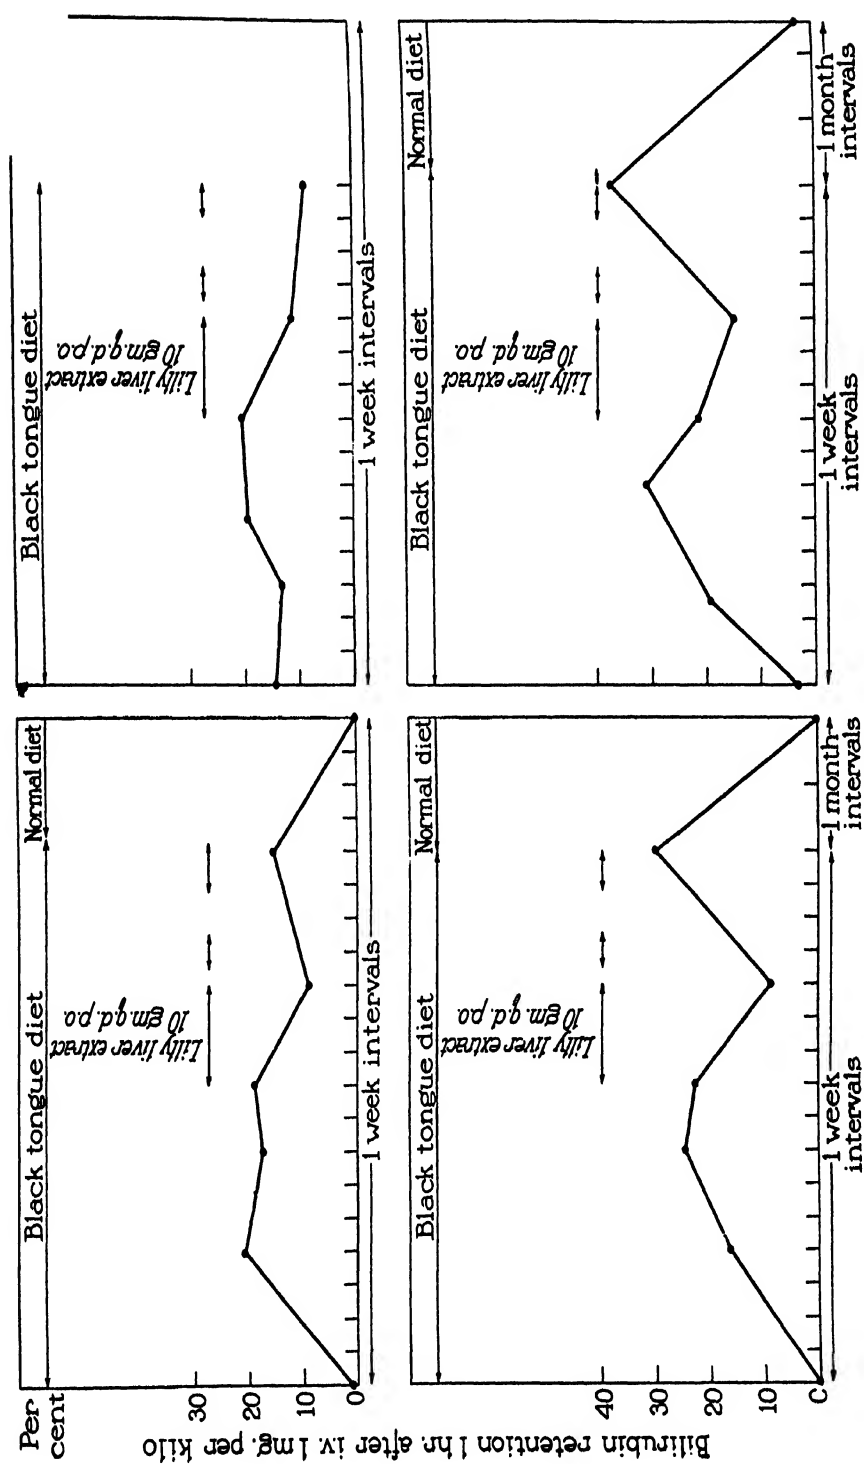 Per
cent
Black tongue diet
Normal diet
Lilly liver extract
10 gm. q.d. p.o.
30
20
10
0
1 week intervals
Black tongue diet
Lilly liver extract
10 gm. q.d. p.o.
1 week intervals
Bilirubin retention 1 hr. after i.v. 1 mg. per kilo
Black tongue diet
Normal diet
Lilly liver extract
10 gm. q.d. p.o.
40
30
20
10
0
1 week
intervals
1 month
intervals
Black tongue diet
Normal diet
Lilly liver extract
10 gm. q.d. p.o.
1 week
intervals
1 month
intervals